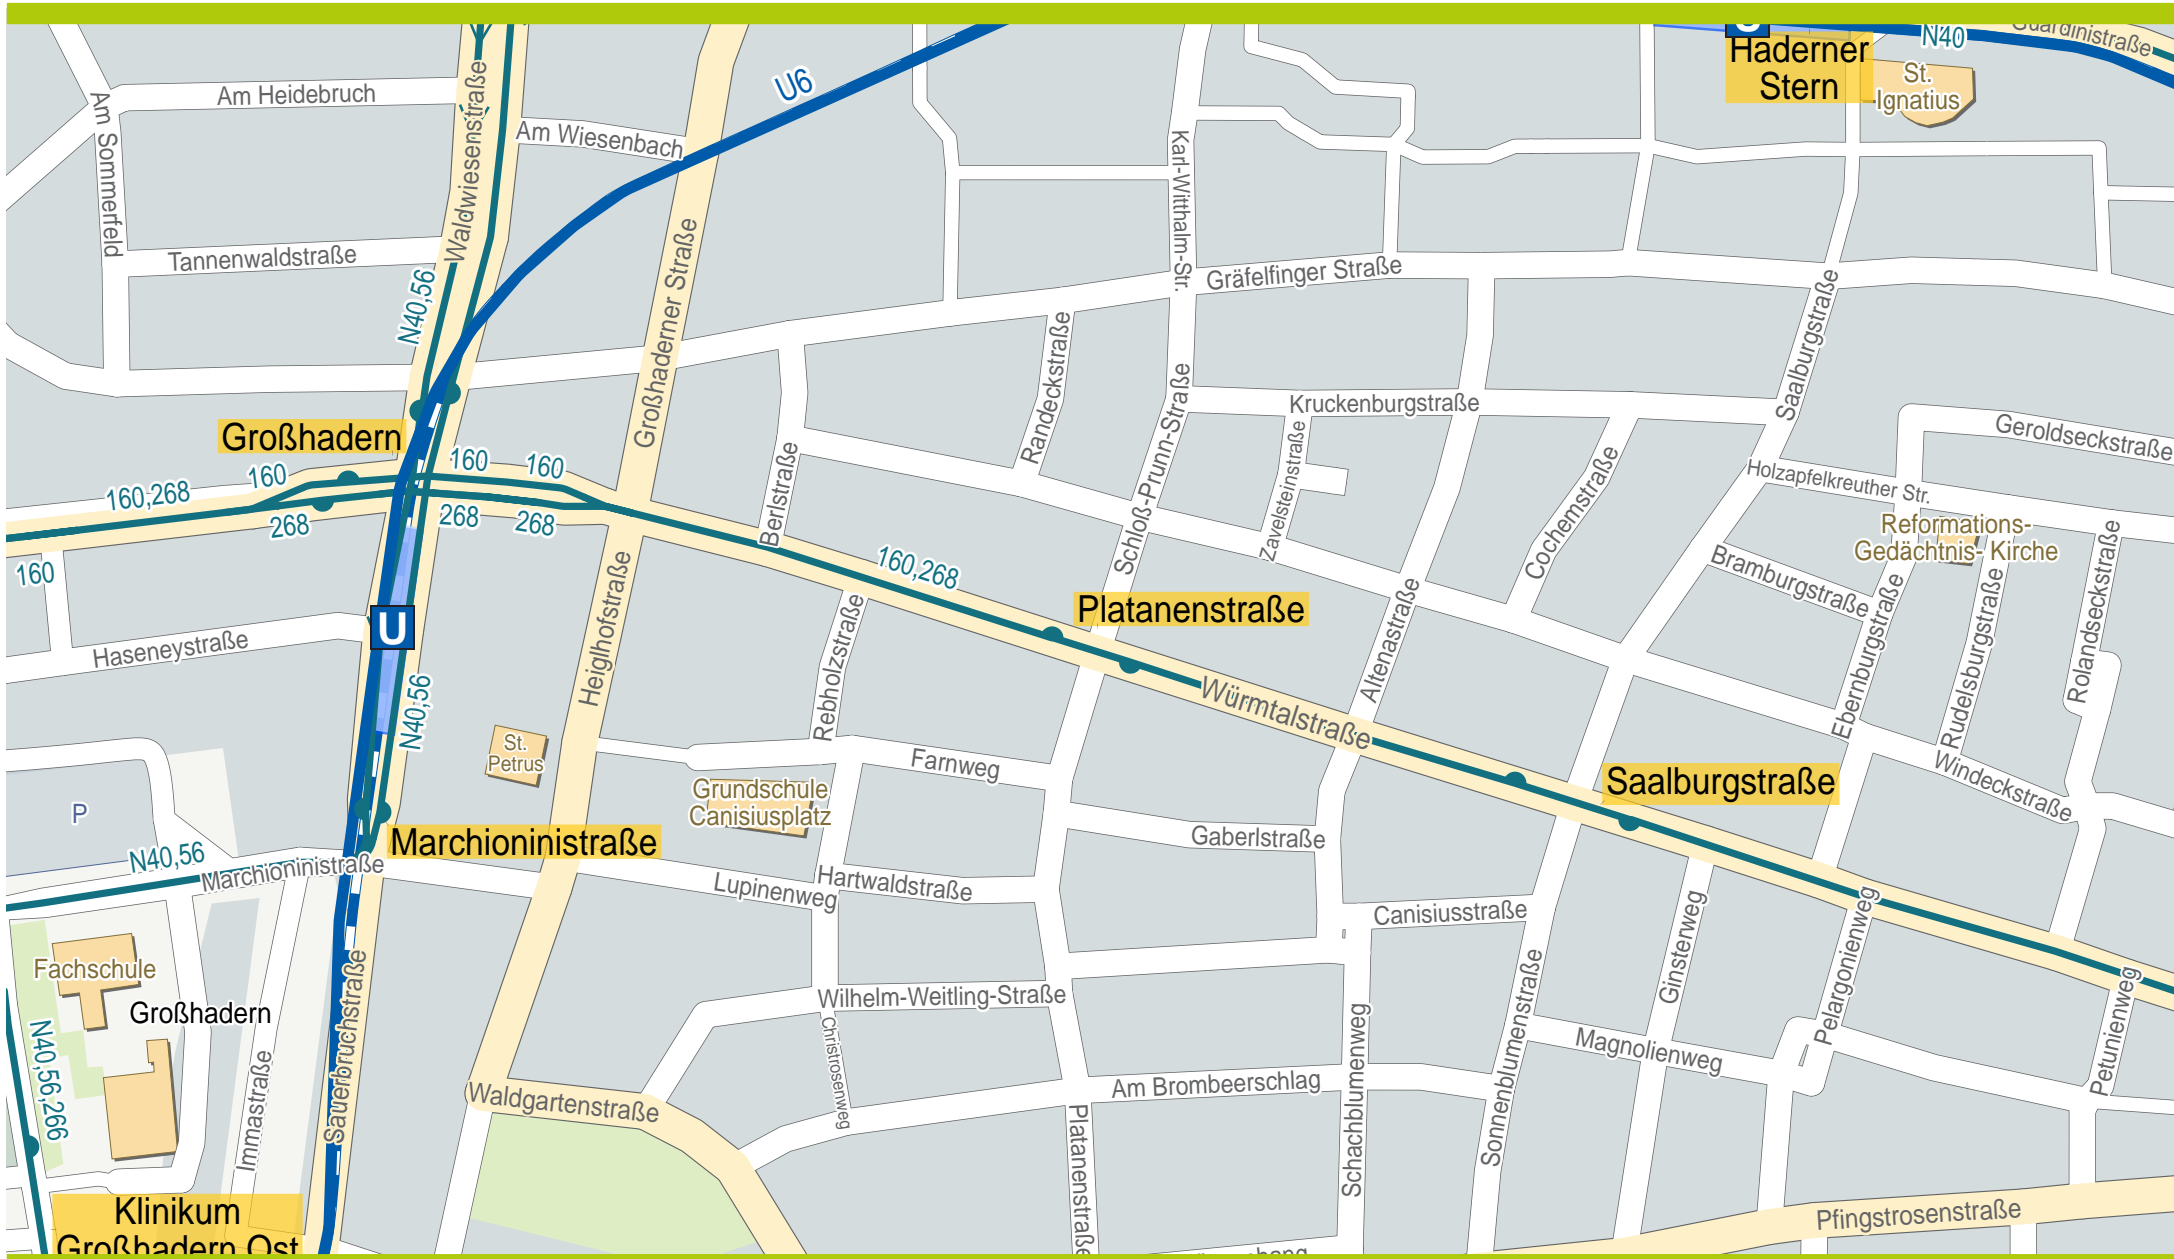 Guardinistraße
N40
Haderner
Stern
St.
Ignatius
U6
Am Heidebruch
Am Sommerfeld
Waldwiesenstraße
Am Wiesenbach
Karl-Witthalm-Str.
Tannenwaldstraße
N40,56
Großhaderner Straße
Gräfelfinger Straße
Saalburgstraße
Randeckstraße
Schloß-Prunn-Straße
Kruckenburgstraße
Geroldseckstraße
Großhadern
160
160
160
160,268
268
268
268
Berlstraße
Zavelsteinstraße
Cochemstraße
Holzapfelkreuther Str.
Reformations-
Gedächtnis- Kirche
Rolandseckstraße
160
160,268
Bramburgstraße
Platanenstraße
U
Haseneystraße
Heiglhofstraße
Rebholzstraße
Altenastraße
Ebernburgstraße
Rudelsburgstraße
N40,56
Würmtalstraße
St.
Petrus
Farnweg
Windeckstraße
Saalburgstraße
Grundschule
Canisiusplatz
P
Marchioninistraße
Gaberlstraße
N40,56
Marchioninistraße
Lupinenweg
Hartwaldstraße
Canisiusstraße
Ginsterweg
Pelargonienweg
Petunienweg
Fachschule
Großhadern
Wilhelm-Weitling-Straße
Christrosenweg
Sonnenblumenstraße
Magnolienweg
N40,56,266
Immastraße
Sauerbruchstraße
Waldgartenstraße
Am Brombeerschlag
Schachblumenweg
Platanenstraße
Pfingstrosenstraße
Klinikum
Großhadern Ost